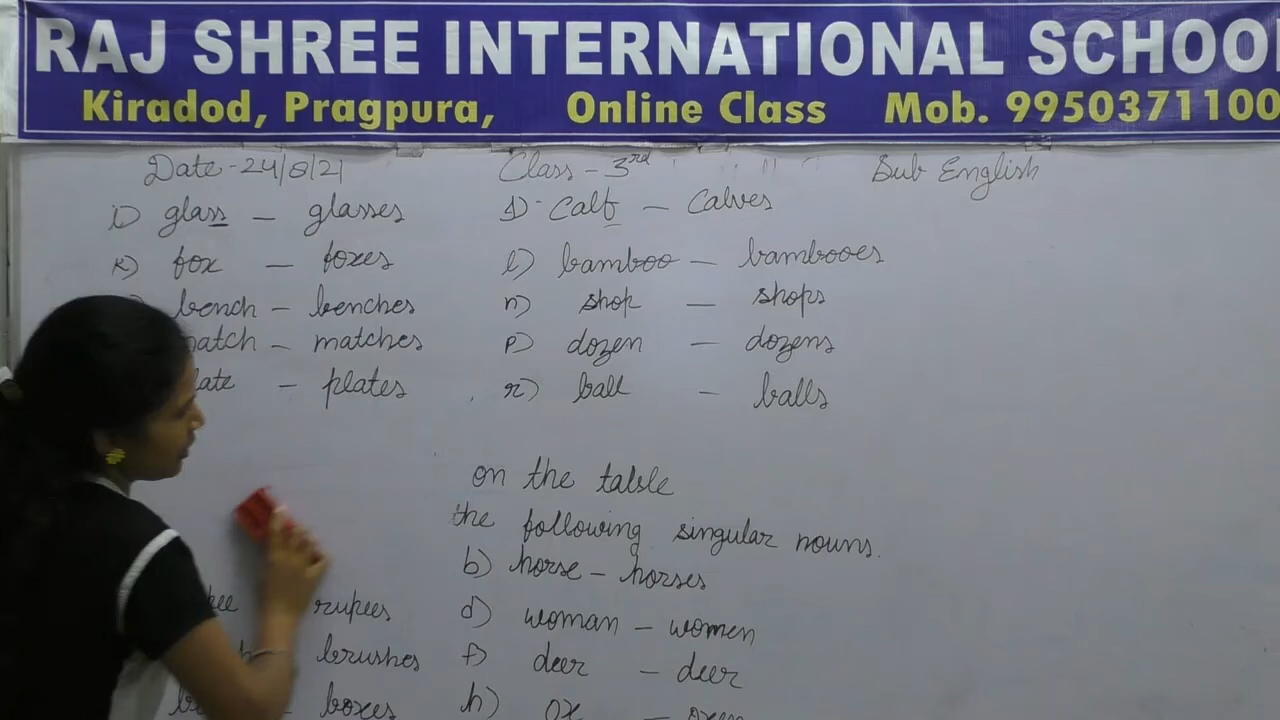 RAJ SHREE INTERNATIONAL SCHOO
Kiradod, Pragpura, Online Class Mob. 9950371100
Date-24/8/21 Class-3rd Sub English
i) glass - glasses
j) calf - calves
k) fox - foxes
l) bamboo - bambooes
bench - benches
n) shop - shops
match - matches
p) dozen - dozens
late - plates
r) ball - balls
on the table
the following singular nouns.
b) horse - horses
rupees
d) woman - women
brushes
f) deer - deer
boxes
h) ox - oxen